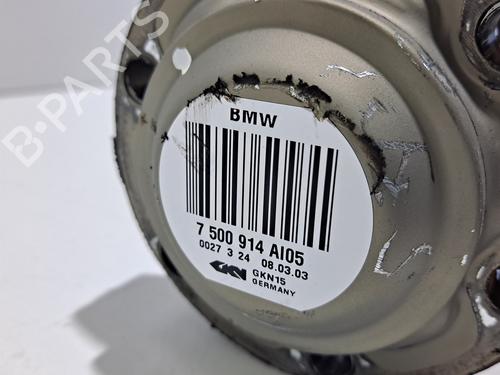 B-PARTS
BMW
7 500 914 AI05
0027 3 24 08.03.03
GKN GKN15
GERMANY